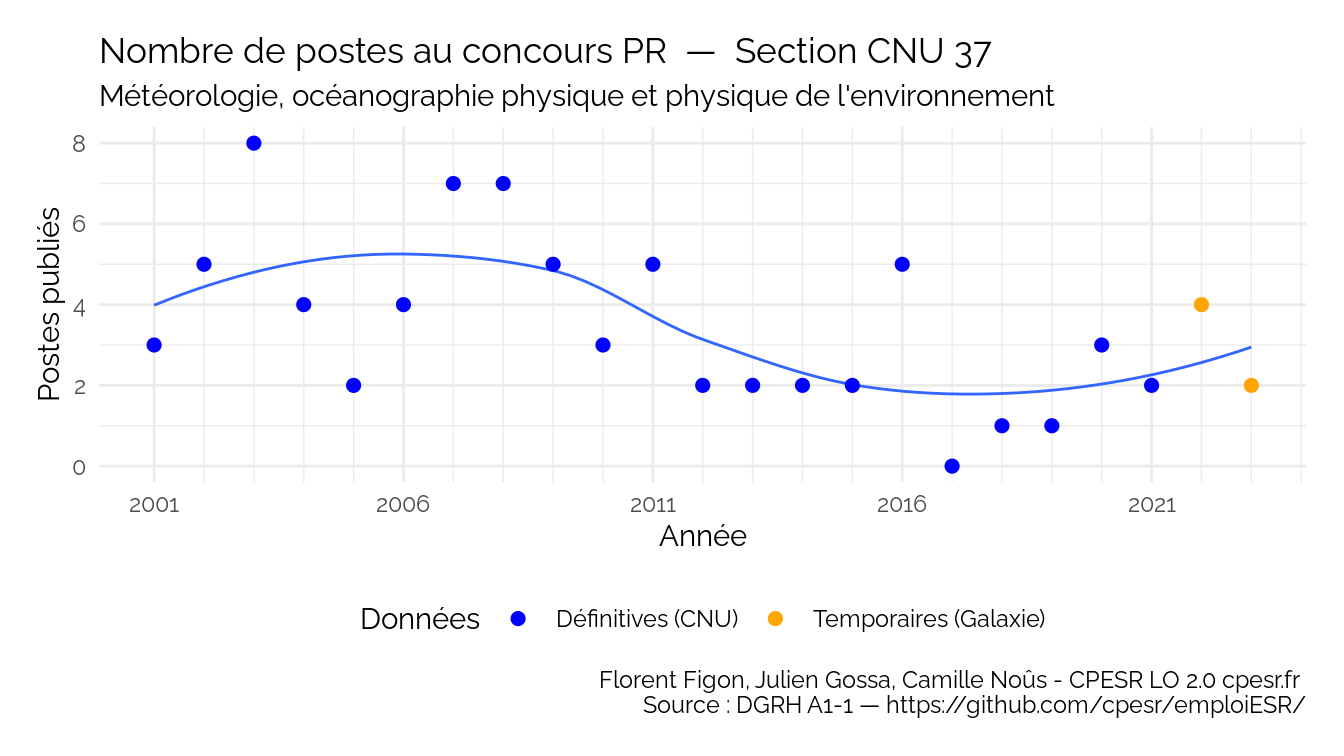 Nombre de postes au concours PR — Section CNU 37
Météorologie, océanographie physique et physique de l'environnement
Postes publiés
8
6
4
2
0
2001 2006 2011 2016 2021
Année
Données Définitives (CNU) Temporaires (Galaxie)
Florent Figon, Julien Gossa, Camille Noûs - CPESR LO 2.0 cpesr.fr
Source : DGRH A1-1 — https://github.com/cpesr/emploiESR/